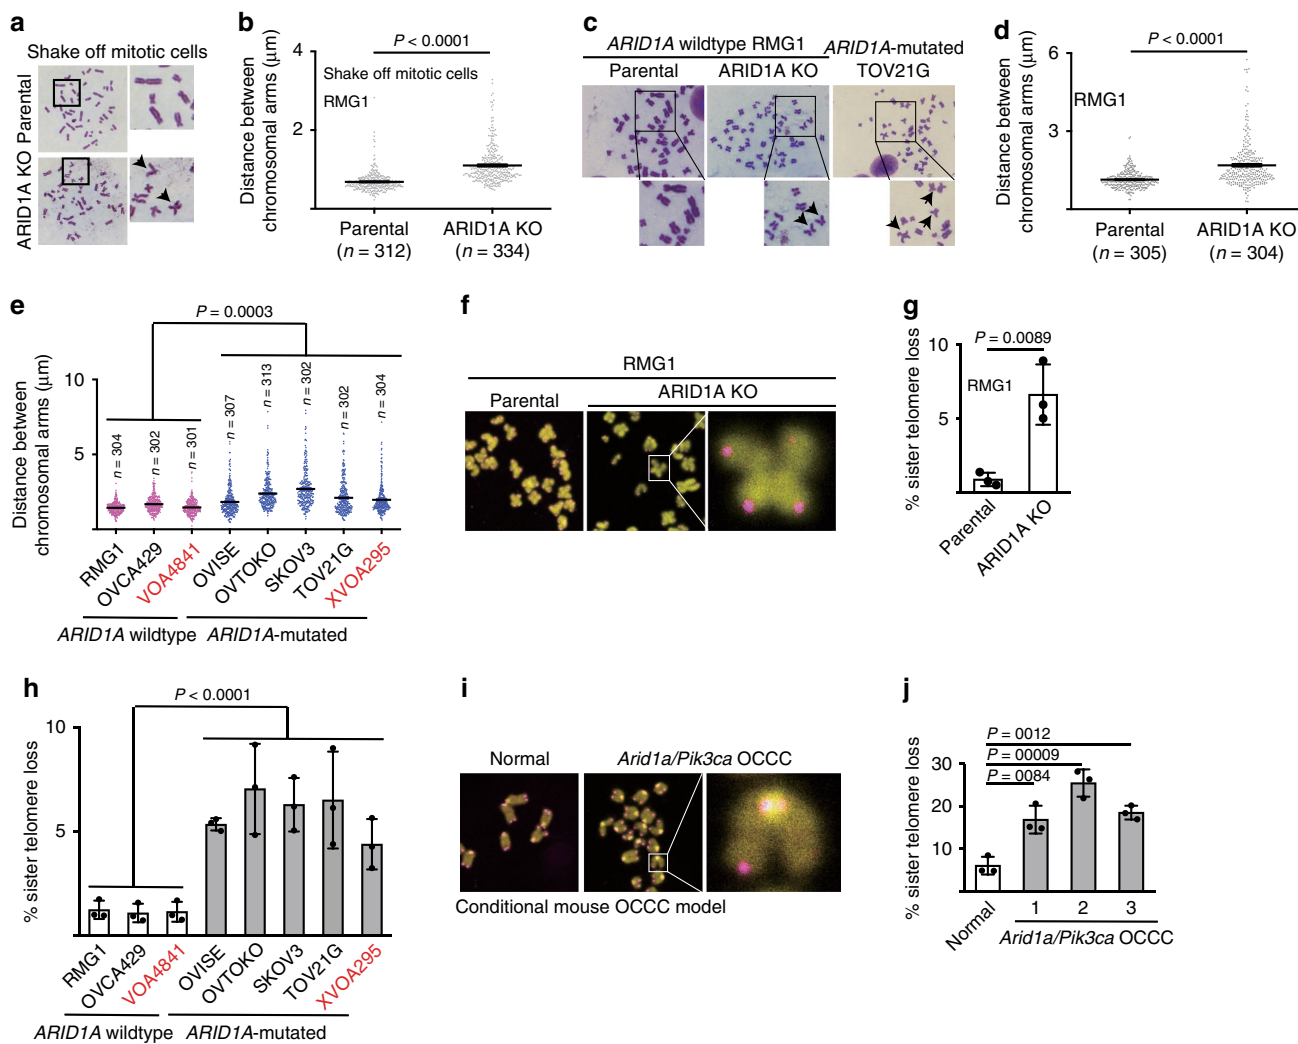 a
Shake off mitotic cells
Parental
ARID1A KO
b
P < 0.0001
Shake off mitotic cells
RMG1
Distance between
chromosomal arms (μm)
4
2
Parental
(n = 312)
ARID1A KO
(n = 334)
c
ARID1A wildtype RMG1
ARID1A-mutated
Parental
ARID1A KO
TOV21G
d
P < 0.0001
RMG1
Distance between
chromosomal arms (μm)
6
3
Parental
(n = 305)
ARID1A KO
(n = 304)
e
P = 0.0003
Distance between
chromosomal arms (μm)
10
5
n = 304
n = 302
n = 301
n = 307
n = 313
n = 302
n = 302
n = 304
RMG1
OVCA429
VOA4841
OVISE
OVTOKO
SKOV3
TOV21G
XVOA295
ARID1A wildtype
ARID1A-mutated
f
RMG1
Parental
ARID1A KO
g
P = 0.0089
RMG1
% sister telomere loss
10
5
Parental
ARID1A KO
h
P < 0.0001
% sister telomere loss
10
5
RMG1
OVCA429
VOA4841
OVISE
OVTOKO
SKOV3
TOV21G
XVOA295
ARID1A wildtype
ARID1A-mutated
i
Normal
Arid1a/Pik3ca OCCC
Conditional mouse OCCC model
j
P = 0012
P = 00009
P = 0084
% sister telomere loss
30
20
10
Normal
1
2
3
Arid1a/Pik3ca OCCC